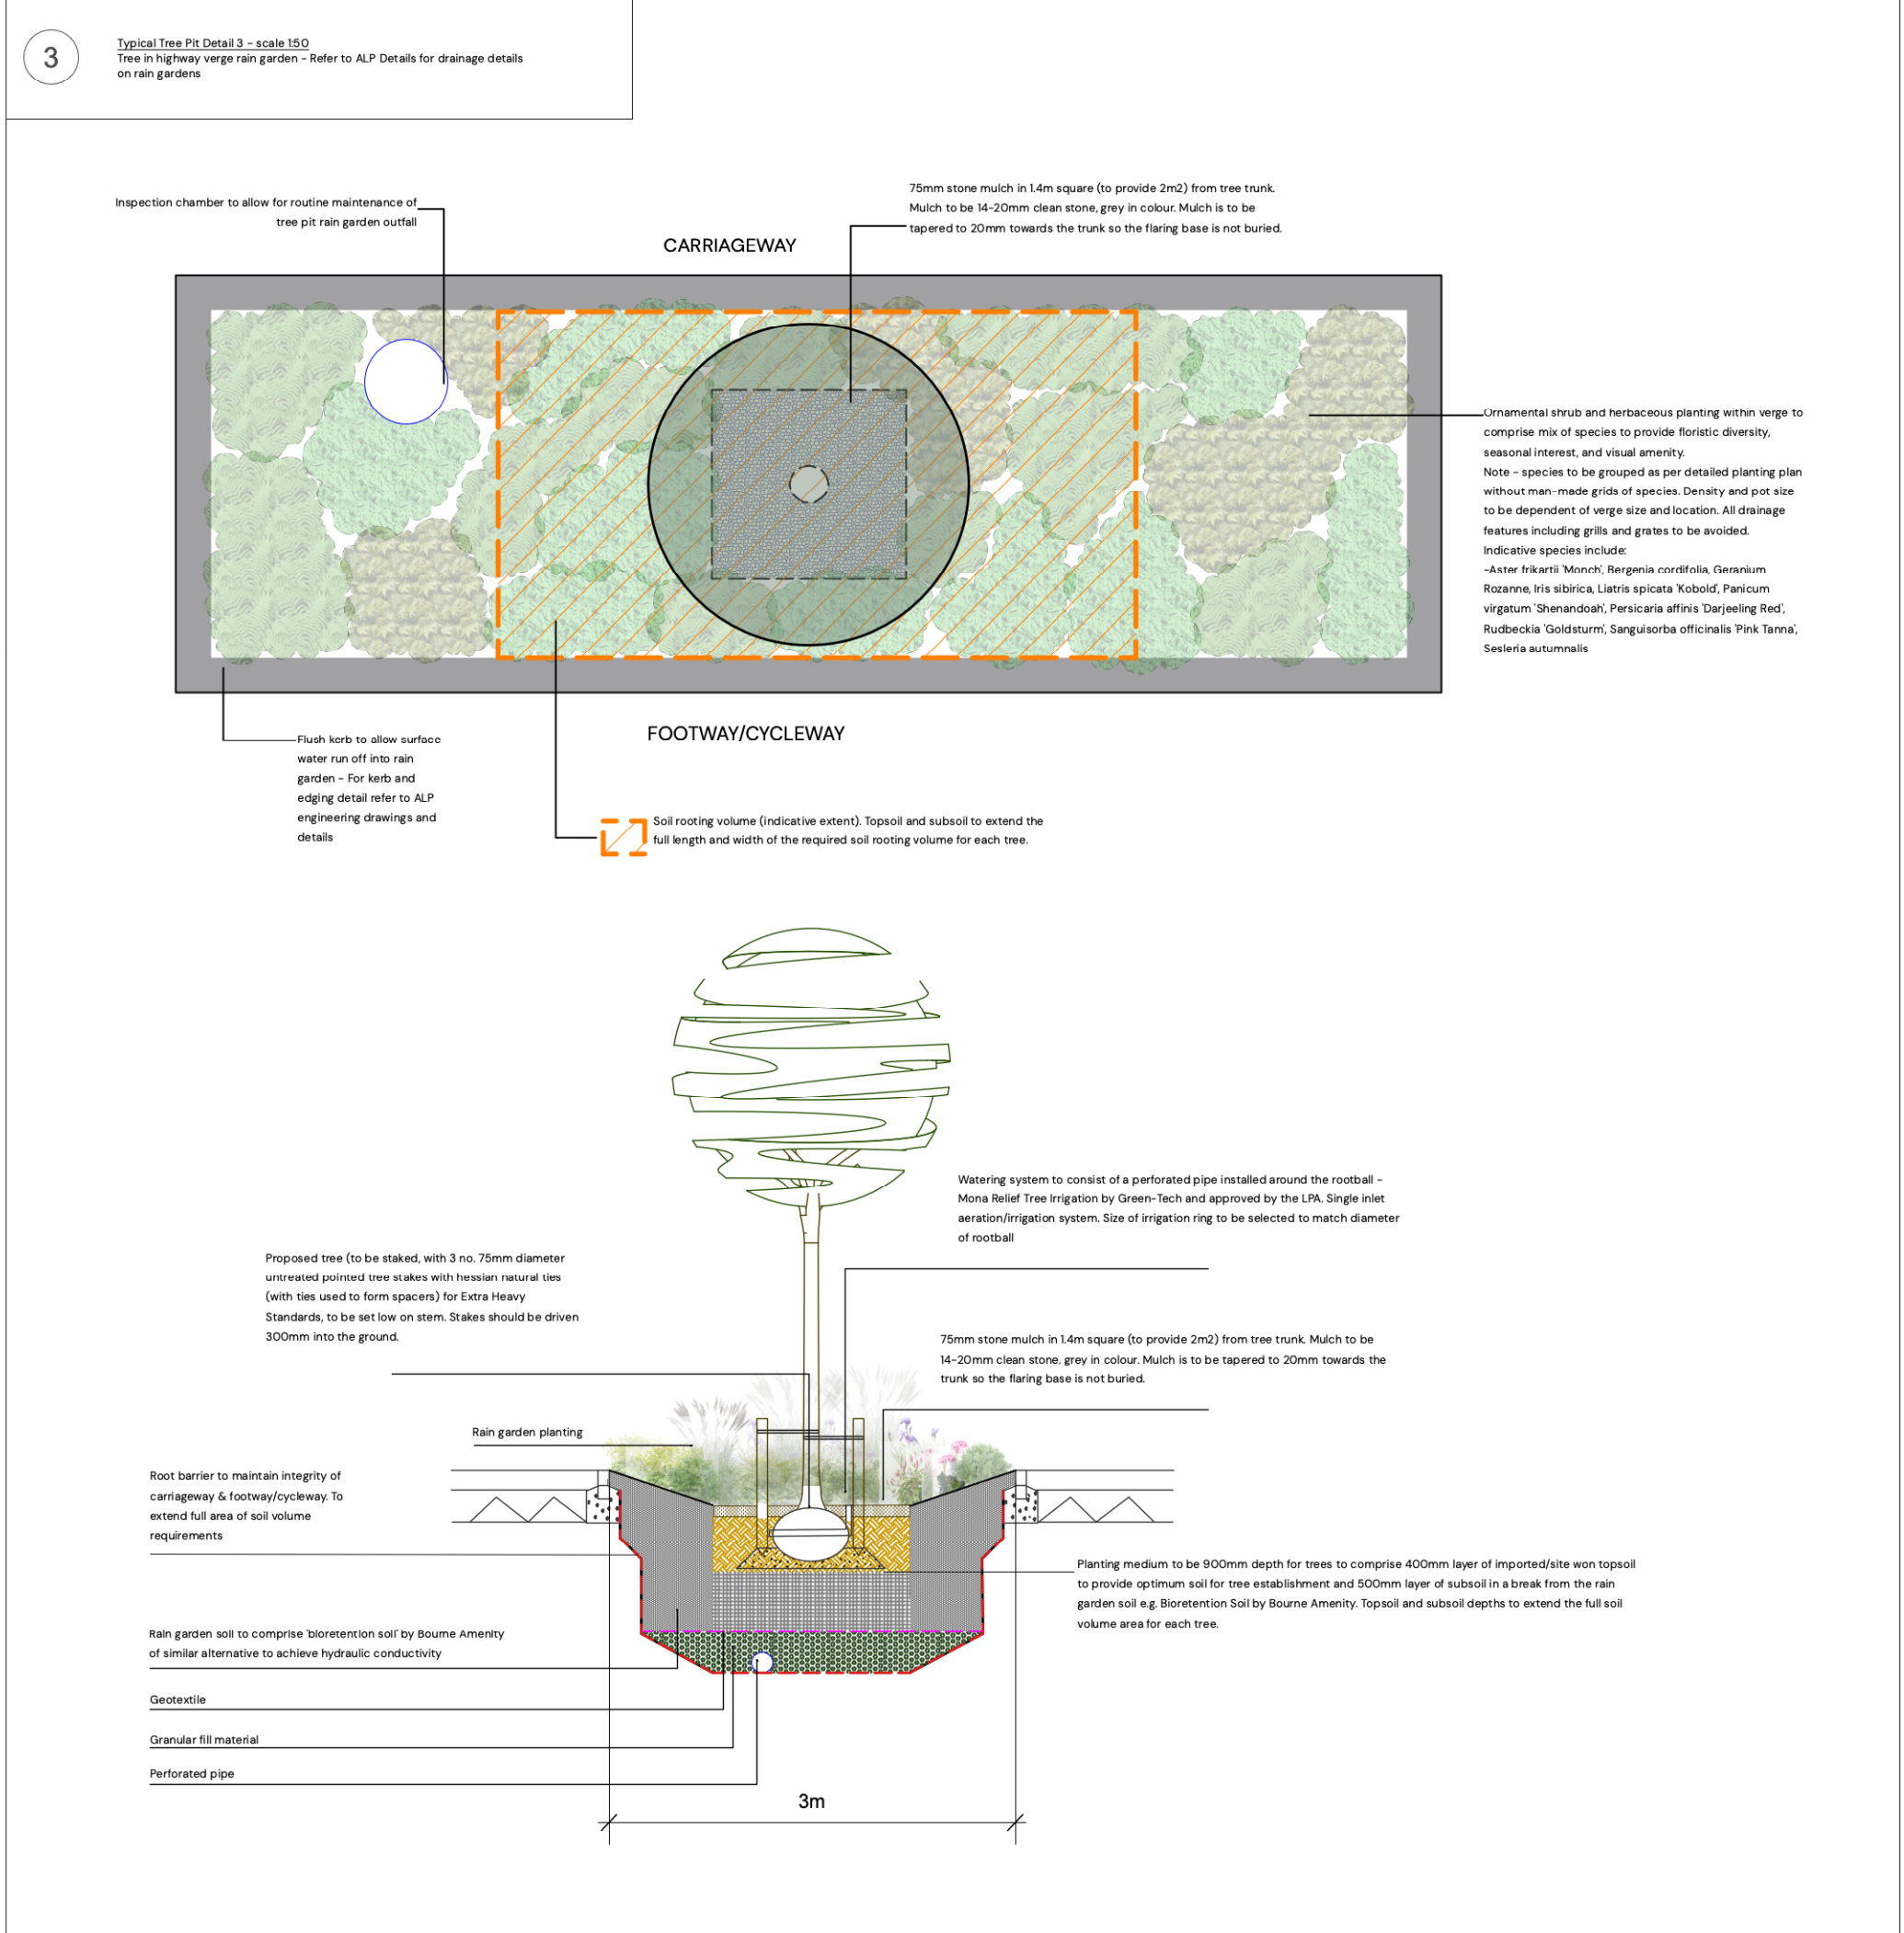 3
Typical Tree Pit Detail 3 - scale 1:50
Tree in highway verge rain garden - Refer to ALP Details for drainage details
on rain gardens
Inspection chamber to allow for routine maintenance of
tree pit rain garden outfall
75mm stone mulch in 1.4m square (to provide 2m2) from tree trunk.
Mulch to be 14-20mm clean stone, grey in colour. Mulch is to be
tapered to 20mm towards the trunk so the flaring base is not buried.
CARRIAGEWAY
Ornamental shrub and herbaceous planting within verge to
comprise mix of species to provide floristic diversity,
seasonal interest, and visual amenity.
Note - species to be grouped as per detailed planting plan
without man-made grids of species. Density and pot size
to be dependent of verge size and location. All drainage
features including grills and grates to be avoided.
Indicative species include:
-Aster frikartii 'Monch', Bergenia cordifolia, Geranium
Rozanne, Iris sibirica, Liatris spicata 'Kobold', Panicum
virgatum 'Shenandoah', Persicaria affinis 'Darjeeling Red',
Rudbeckia 'Goldsturm', Sanguisorba officinalis 'Pink Tanna',
Sesleria autumnalis
FOOTWAY/CYCLEWAY
Flush kerb to allow surface
water run off into rain
garden - For kerb and
edging detail refer to ALP
engineering drawings and
details
Soil rooting volume (indicative extent). Topsoil and subsoil to extend the
full length and width of the required soil rooting volume for each tree.
Watering system to consist of a perforated pipe installed around the rootball -
Mona Relief Tree Irrigation by Green-Tech and approved by the LPA. Single inlet
aeration/irrigation system. Size of irrigation ring to be selected to match diameter
of rootball
Proposed tree (to be staked, with 3 no. 75mm diameter
untreated pointed tree stakes with hessian natural ties
(with ties used to form spacers) for Extra Heavy
Standards, to be set low on stem. Stakes should be driven
300mm into the ground.
75mm stone mulch in 1.4m square (to provide 2m2) from tree trunk. Mulch to be
14-20mm clean stone, grey in colour. Mulch is to be tapered to 20mm towards the
trunk so the flaring base is not buried.
Rain garden planting
Root barrier to maintain integrity of
carriageway & footway/cycleway. To
extend full area of soil volume
requirements
Planting medium to be 900mm depth for trees to comprise 400mm layer of imported/site won topsoil
to provide optimum soil for tree establishment and 500mm layer of subsoil in a break from the rain
garden soil e.g. Bioretention Soil by Bourne Amenity. Topsoil and subsoil depths to extend the full soil
volume area for each tree.
Rain garden soil to comprise 'bioretention soil' by Bourne Amenity
of similar alternative to achieve hydraulic conductivity
Geotextile
Granular fill material
Perforated pipe
3m